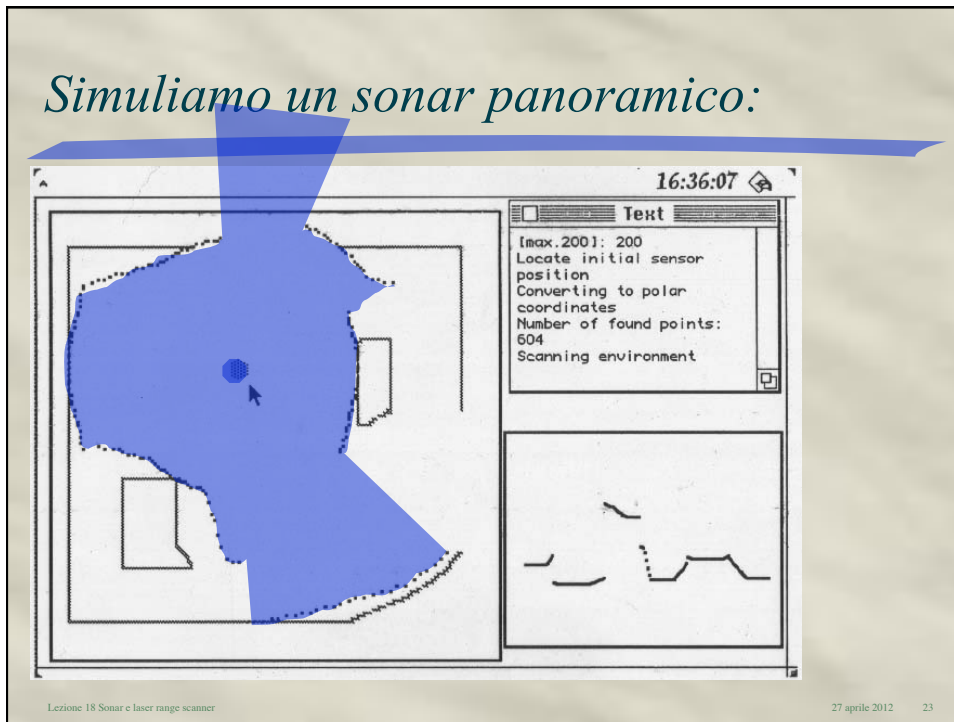 Simuliamo un sonar panoramico:
16:36:07
Text
[max.200]: 200
Locate initial sensor
position
Converting to polar
coordinates
Number of found points:
604
Scanning environment
Lezione 18 Sonar e laser range scanner
27 aprile 2012
23